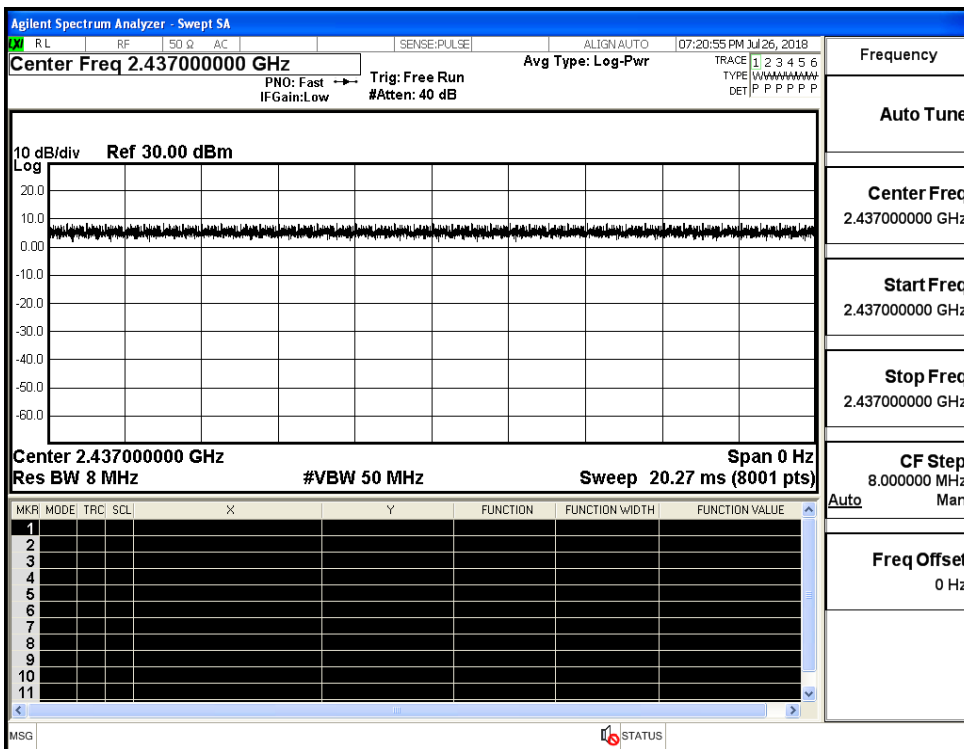 Agilent Spectrum Analyzer - Swept SA
LXI RL RF 50 Ω AC SENSE:PULSE ALIGN AUTO 07:20:55 PM Jul 26, 2018
Center Freq 2.437000000 GHz
PNO: Fast
IFGain:Low
Trig: Free Run
#Atten: 40 dB
Avg Type: Log-Pwr
TRACE 1 2 3 4 5 6
TYPE WWWWWW
DET P P P P P P
10 dB/div Ref 30.00 dBm
Log
20.0
10.0
0.00
-10.0
-20.0
-30.0
-40.0
-50.0
-60.0
Center 2.437000000 GHz Span 0 Hz
Res BW 8 MHz #VBW 50 MHz Sweep 20.27 ms (8001 pts)
MKR MODE TRC SCL X Y FUNCTION FUNCTION WIDTH FUNCTION VALUE
1
2
3
4
5
6
7
8
9
10
11
MSG STATUS
Frequency
Auto Tune
Center Freq
2.437000000 GHz
Start Freq
2.437000000 GHz
Stop Freq
2.437000000 GHz
CF Step
8.000000 MHz
Auto Man
Freq Offset
0 Hz